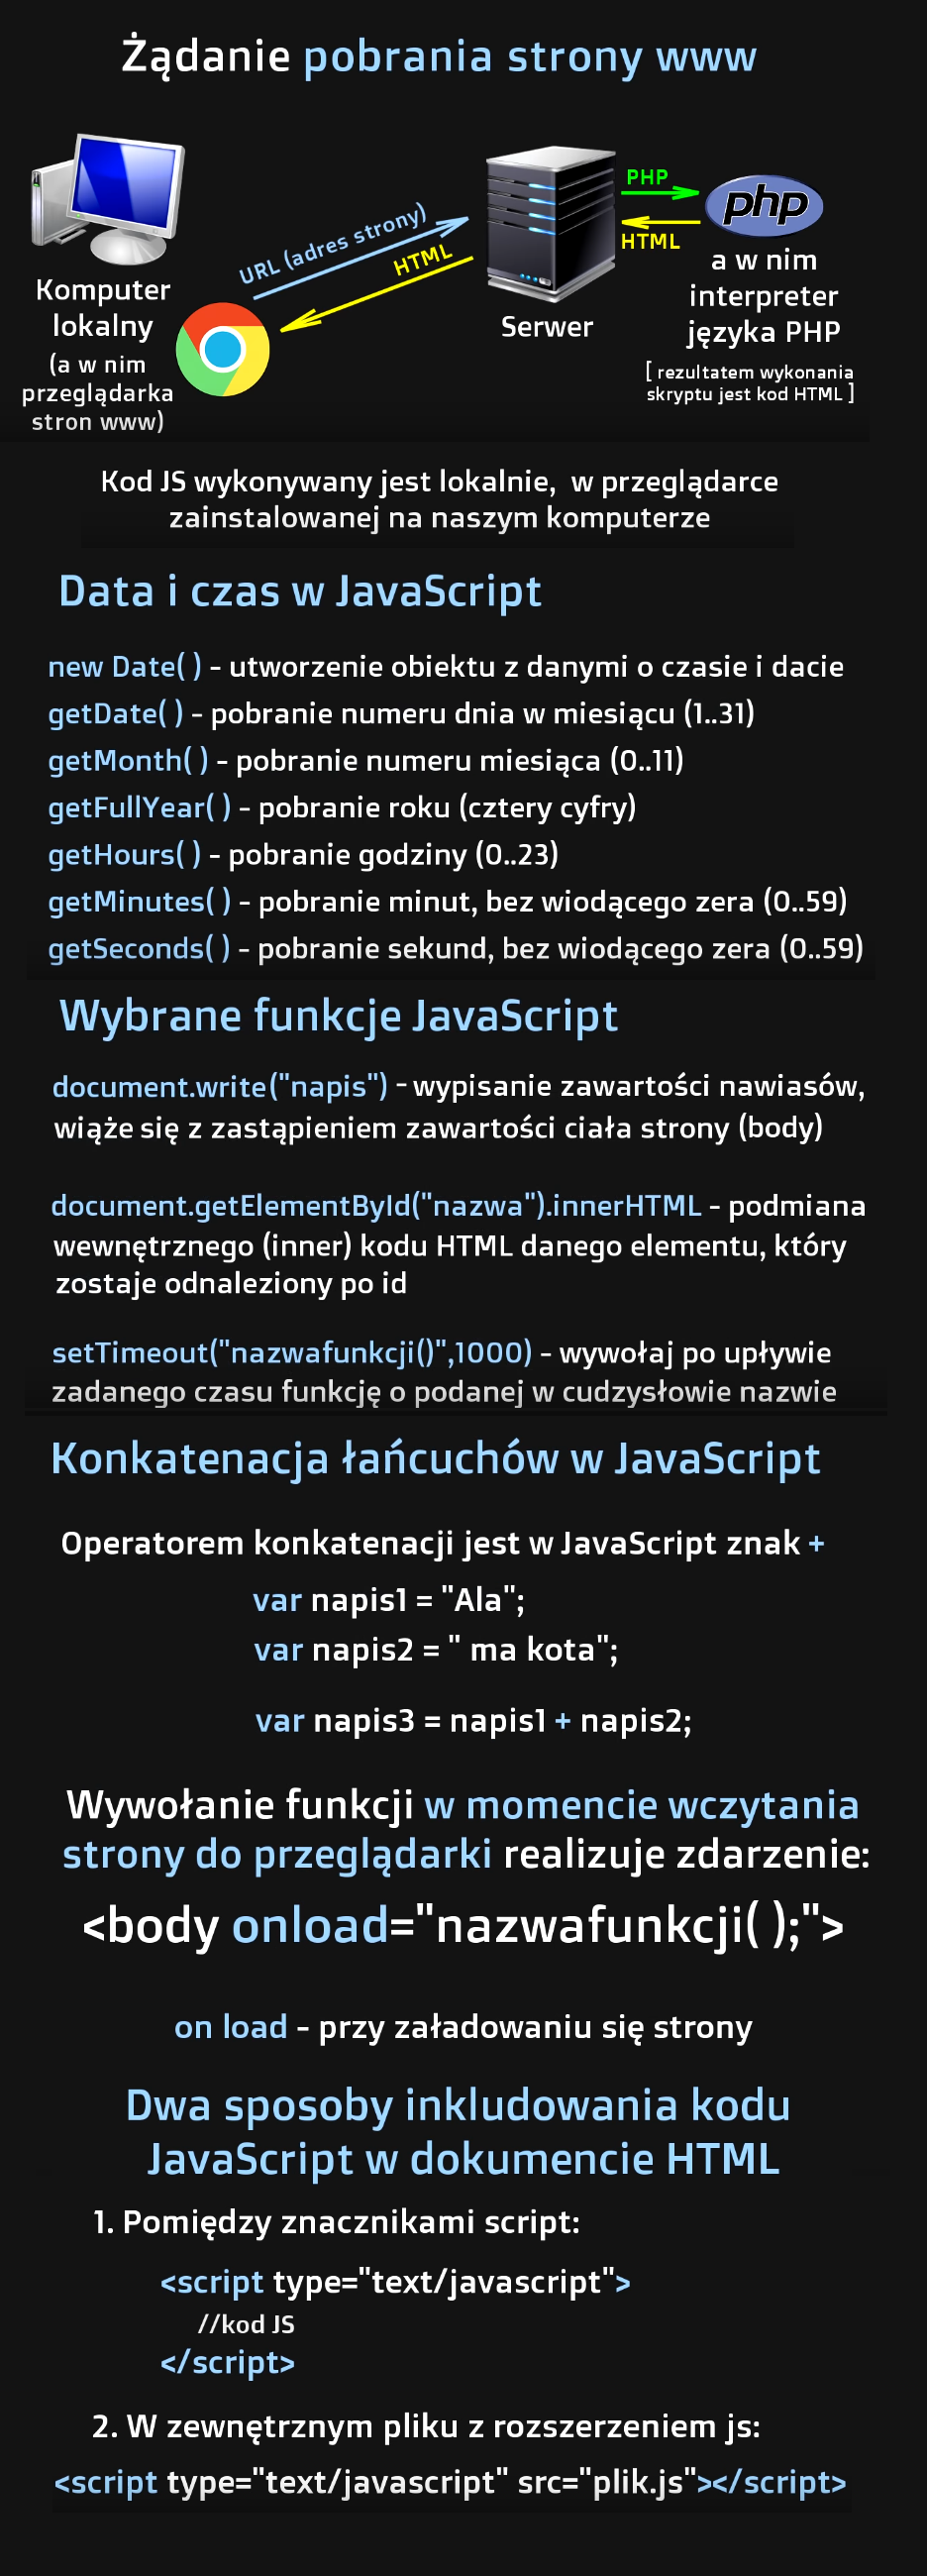 Żądanie pobrania strony www
URL (adres strony)
HTML
PHP
HTML
php
Komputer
lokalny
(a w nim
przeglądarka
stron www)
Serwer
a w nim
interpreter
języka PHP
[ rezultatem wykonania
skryptu jest kod HTML ]
Kod JS wykonywany jest lokalnie, w przeglądarce
zainstalowanej na naszym komputerze
Data i czas w JavaScript
new Date( ) - utworzenie obiektu z danymi o czasie i dacie
getDate( ) - pobranie numeru dnia w miesiącu (1..31)
getMonth( ) - pobranie numeru miesiąca (0..11)
getFullYear( ) - pobranie roku (cztery cyfry)
getHours( ) - pobranie godziny (0..23)
getMinutes( ) - pobranie minut, bez wiodącego zera (0..59)
getSeconds( ) - pobranie sekund, bez wiodącego zera (0..59)
Wybrane funkcje JavaScript
document.write("napis") - wypisanie zawartości nawiasów,
wiąże się z zastąpieniem zawartości ciała strony (body)
document.getElementById("nazwa").innerHTML - podmiana
wewnętrznego (inner) kodu HTML danego elementu, który
zostaje odnaleziony po id
setTimeout("nazwafunkcji()",1000) - wywołaj po upływie
zadanego czasu funkcję o podanej w cudzysłowie nazwie
Konkatenacja łańcuchów w JavaScript
Operatorem konkatenacji jest w JavaScript znak +
var napis1 = "Ala";
var napis2 = " ma kota";
var napis3 = napis1 + napis2;
Wywołanie funkcji w momencie wczytania
strony do przeglądarki realizuje zdarzenie:
<body onload="nazwafunkcji( );">
on load - przy załadowaniu się strony
Dwa sposoby inkludowania kodu
JavaScript w dokumencie HTML
1. Pomiędzy znacznikami script:
<script type="text/javascript">
//kod JS
</script>
2. W zewnętrznym pliku z rozszerzeniem js:
<script type="text/javascript" src="plik.js"></script>